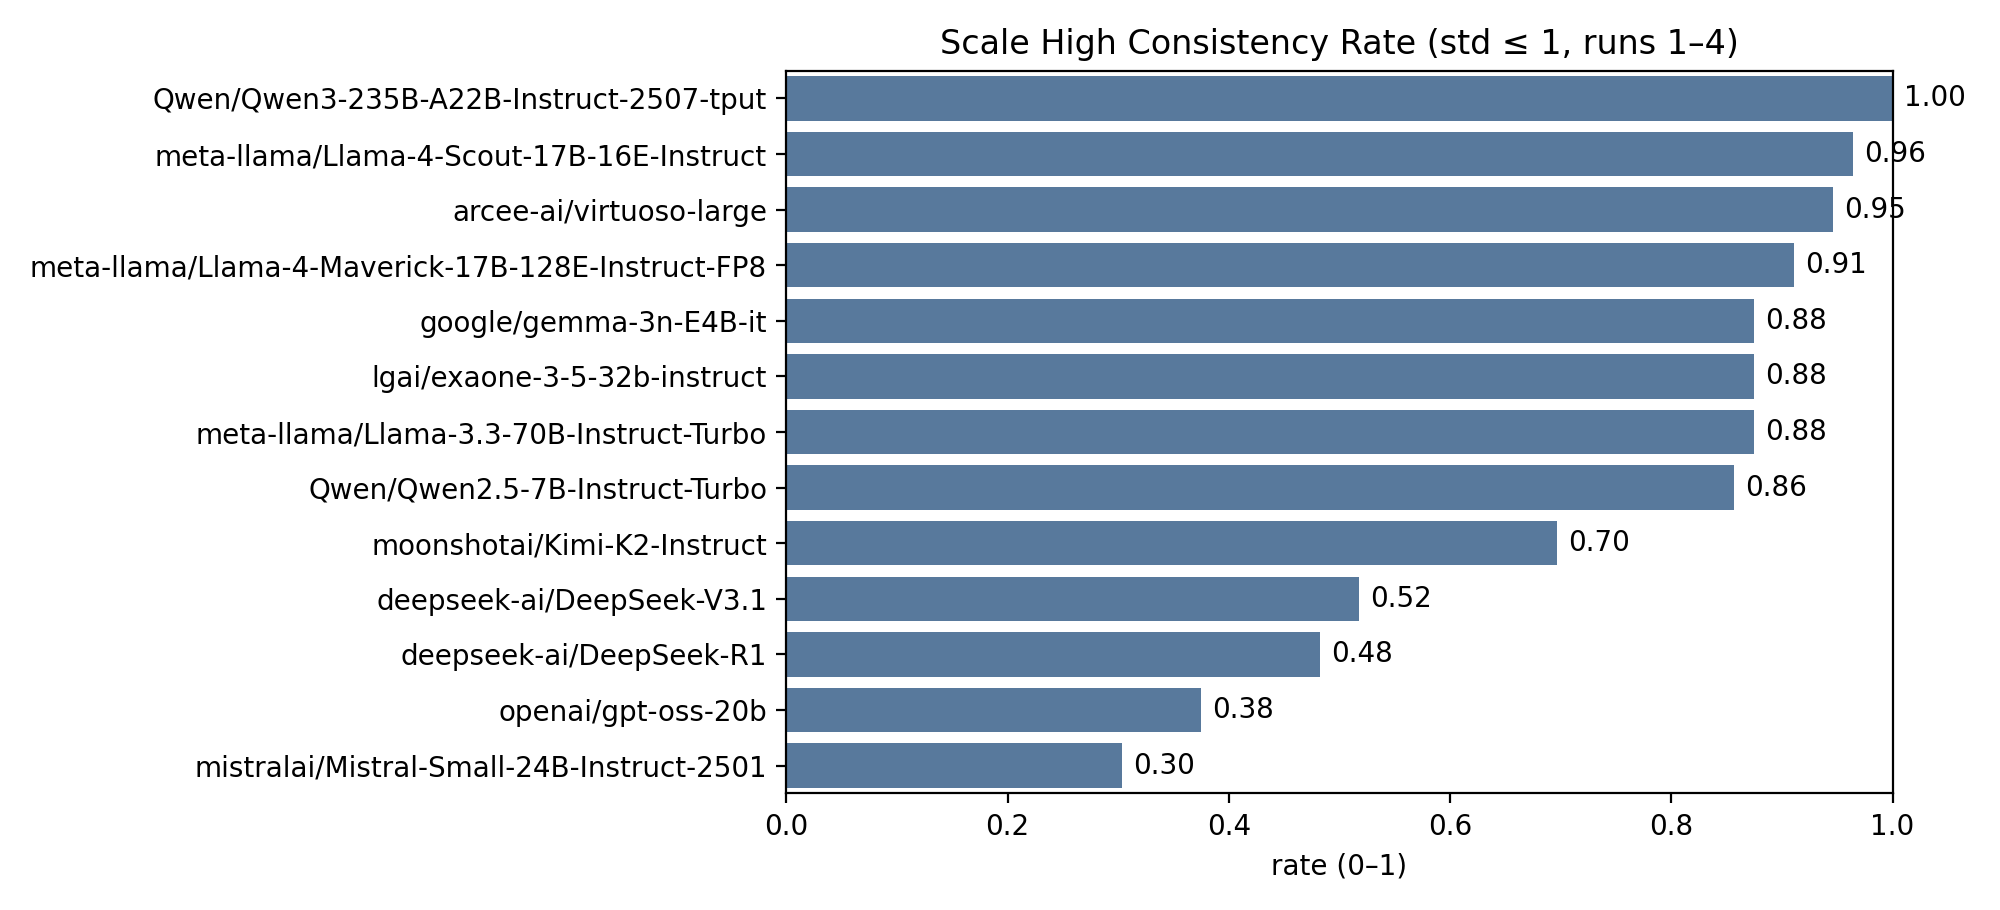 Scale High Consistency Rate (std ≤ 1, runs 1–4)
Qwen/Qwen3-235B-A22B-Instruct-2507-tput 1.00
meta-llama/Llama-4-Scout-17B-16E-Instruct 0.96
arcee-ai/virtuoso-large 0.95
meta-llama/Llama-4-Maverick-17B-128E-Instruct-FP8 0.91
google/gemma-3n-E4B-it 0.88
lgai/exaone-3-5-32b-instruct 0.88
meta-llama/Llama-3.3-70B-Instruct-Turbo 0.88
Qwen/Qwen2.5-7B-Instruct-Turbo 0.86
moonshotai/Kimi-K2-Instruct 0.70
deepseek-ai/DeepSeek-V3.1 0.52
deepseek-ai/DeepSeek-R1 0.48
openai/gpt-oss-20b 0.38
mistralai/Mistral-Small-24B-Instruct-2501 0.30
0.0 0.2 0.4 0.6 0.8 1.0
rate (0–1)